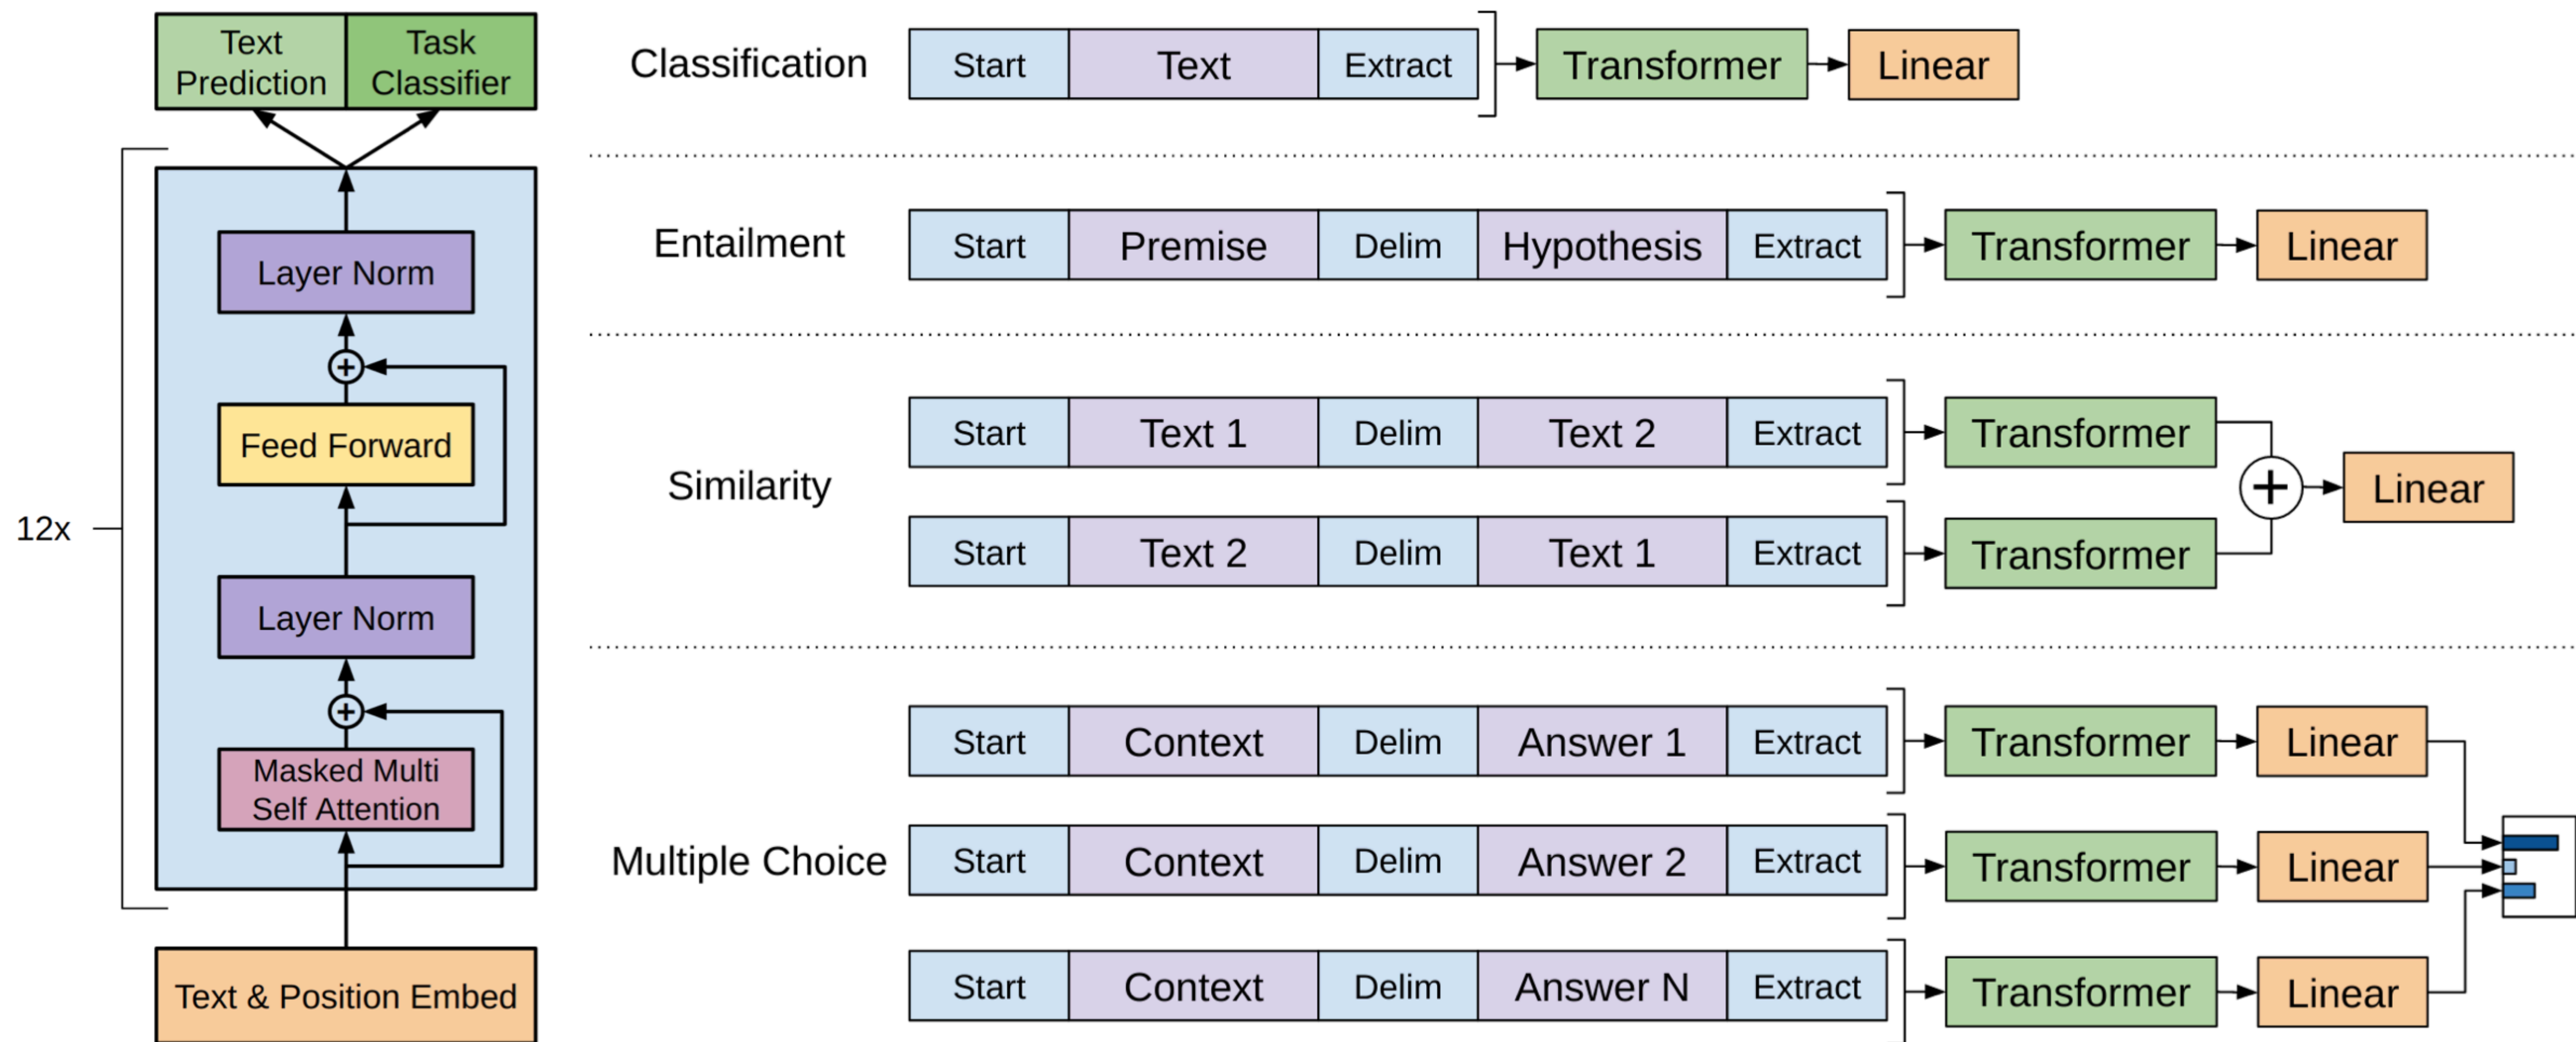 Text
Prediction
Task
Classifier
Layer Norm
Feed Forward
12x
Layer Norm
Masked Multi
Self Attention
Text & Position Embed
Classification
Start Text Extract Transformer Linear
Entailment
Start Premise Delim Hypothesis Extract Transformer Linear
Similarity
Start Text 1 Delim Text 2 Extract Transformer
Start Text 2 Delim Text 1 Extract Transformer
Linear
Multiple Choice
Start Context Delim Answer 1 Extract Transformer Linear
Start Context Delim Answer 2 Extract Transformer Linear
Start Context Delim Answer N Extract Transformer Linear